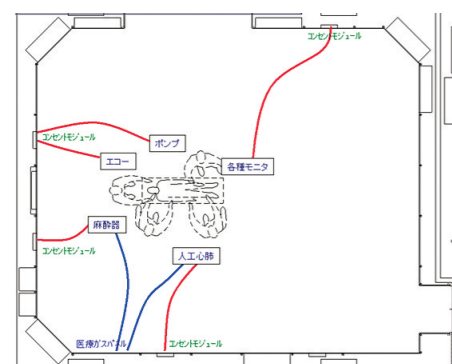 コンセントモジュール
コンセントモジュール
ポンプ
エコー
各種モニタ
麻酔器
コンセントモジュール
人工心肺
医療ガスパネル
コンセントモジュール